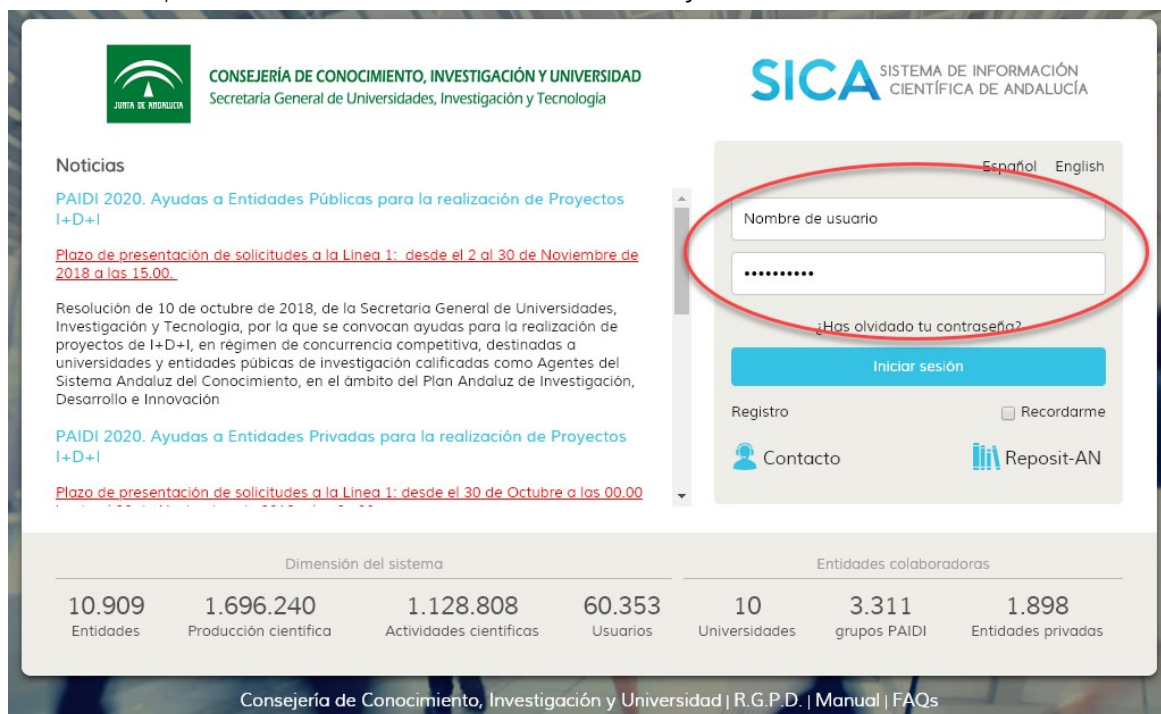 JUNTA DE ANDALUCIA
CONSEJERÍA DE CONOCIMIENTO, INVESTIGACIÓN Y UNIVERSIDAD
Secretaría General de Universidades, Investigación y Tecnología
SICA
SISTEMA DE INFORMACIÓN
CIENTÍFICA DE ANDALUCÍA
Noticias
PAIDI 2020. Ayudas a Entidades Públicas para la realización de Proyectos
I+D+I
Plazo de presentación de solicitudes a la Línea 1: desde el 2 al 30 de Noviembre de
2018 a las 15.00.
Resolución de 10 de octubre de 2018, de la Secretaria General de Universidades,
Investigación y Tecnología, por la que se convocan ayudas para la realización de
proyectos de I+D+I, en régimen de concurrencia competitiva, destinadas a
universidades y entidades púbicas de investigación calificadas como Agentes del
Sistema Andaluz del Conocimiento, en el ámbito del Plan Andaluz de Investigación,
Desarrollo e Innovación
PAIDI 2020. Ayudas a Entidades Privadas para la realización de Proyectos
I+D+I
Plazo de presentación de solicitudes a la Línea 1: desde el 30 de Octubre a las 00.00
Español English
Nombre de usuario
••••••••••
¿Has olvidado tu contraseña?
Iniciar sesión
Registro
Recordarme
Contacto
Reposit-AN
Dimensión del sistema
10.909 1.696.240 1.128.808 60.353
Entidades Producción científica Actividades científicas Usuarios
Entidades colaboradoras
10 3.311 1.898
Universidades grupos PAIDI Entidades privadas
Consejería de Conocimiento, Investigación y Universidad | R.G.P.D. | Manual | FAQs